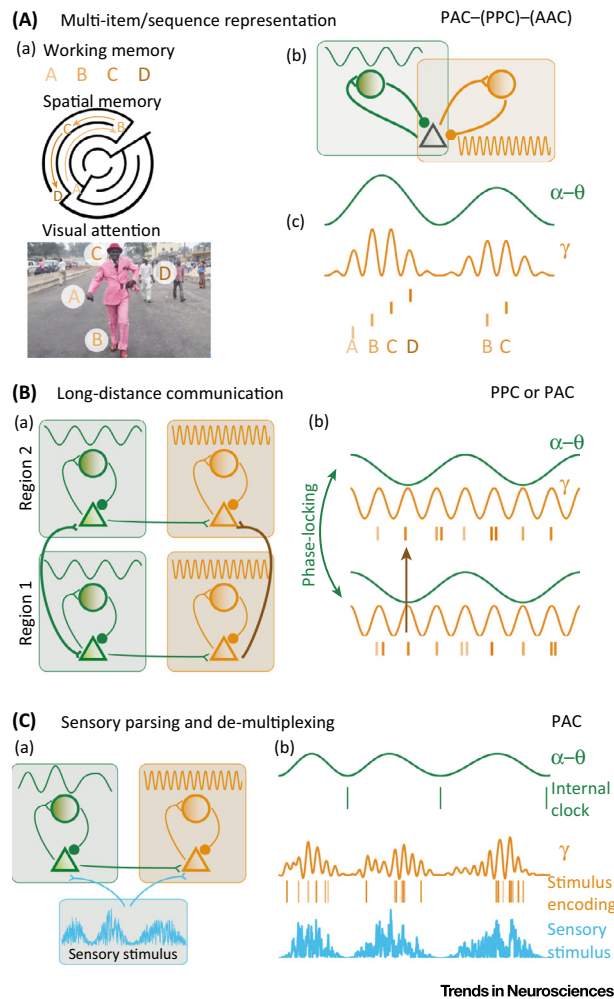 (A) Multi-item/sequence representation PAC–(PPC)–(AAC)
(a) Working memory
A B C D
Spatial memory
C B
D A
Visual attention
C
D
A
B
(b)
α–θ
(c)
γ
A B C D B C
(B) Long-distance communication PPC or PAC
(a)
Region 2
Region 1
(b)
α–θ
γ
Phase-locking
(C) Sensory parsing and de-multiplexing PAC
(a)
Sensory stimulus
(b)
α–θ
Internal
clock
γ
Stimulus
encoding
Sensory
stimulus
Trends in Neurosciences